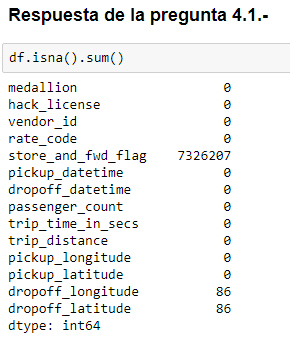 Respuesta de la pregunta 4.1.-
df.isna().sum()
medallion 0
hack_license 0
vendor_id 0
rate_code 0
store_and_fwd_flag 7326207
pickup_datetime 0
dropoff_datetime 0
passenger_count 0
trip_time_in_secs 0
trip_distance 0
pickup_longitude 0
pickup_latitude 0
dropoff_longitude 86
dropoff_latitude 86
dtype: int64